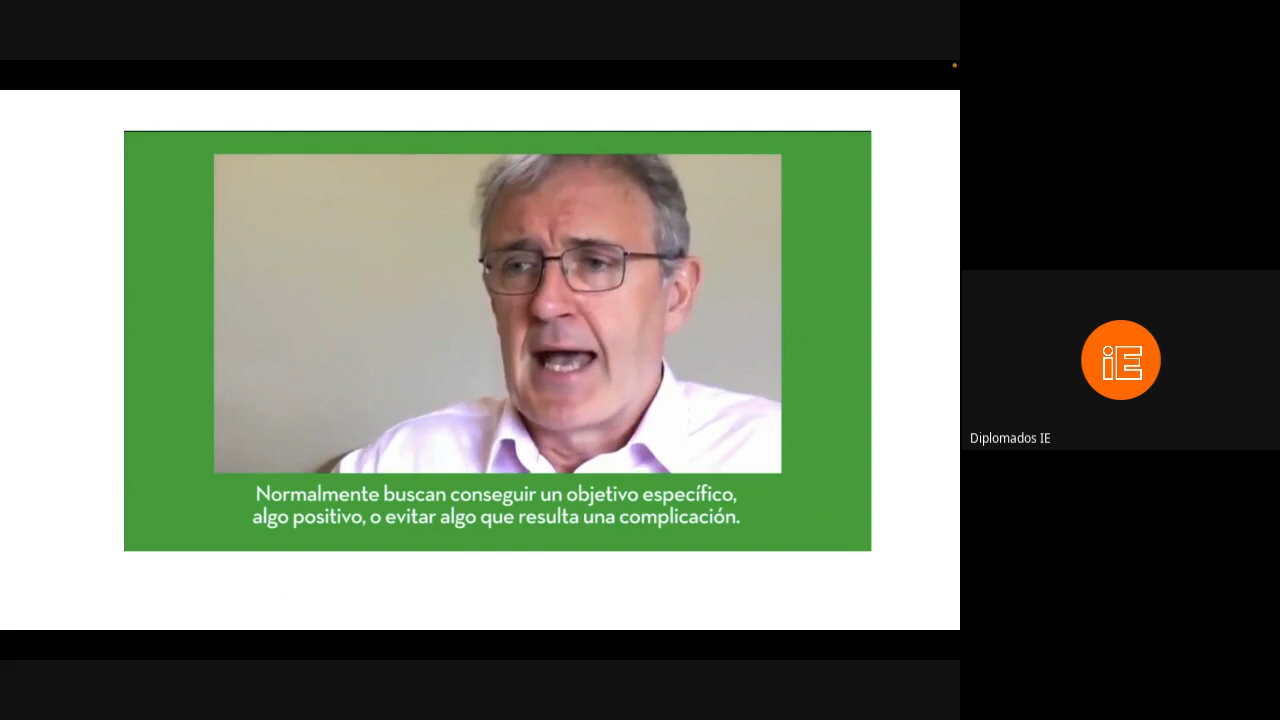 Normalmente buscan conseguir un objetivo específico,
algo positivo, o evitar algo que resulta una complicación.
iE
Diplomados IE